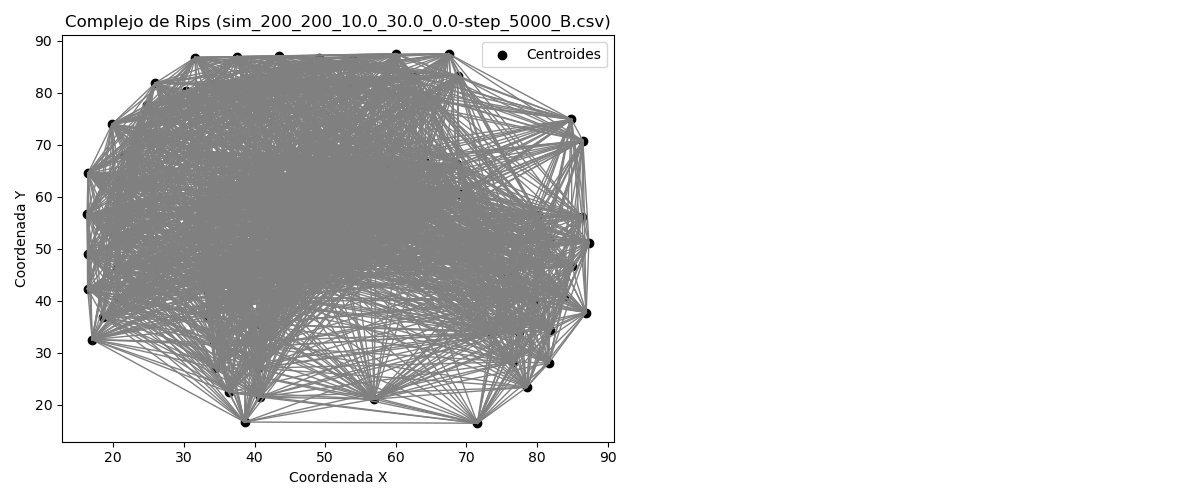 Complejo de Rips (sim_200_200_10.0_30.0_0.0-step_5000_B.csv)
Centroides
90
80
70
60
50
40
30
20
Coordenada Y
20 30 40 50 60 70 80 90
Coordenada X